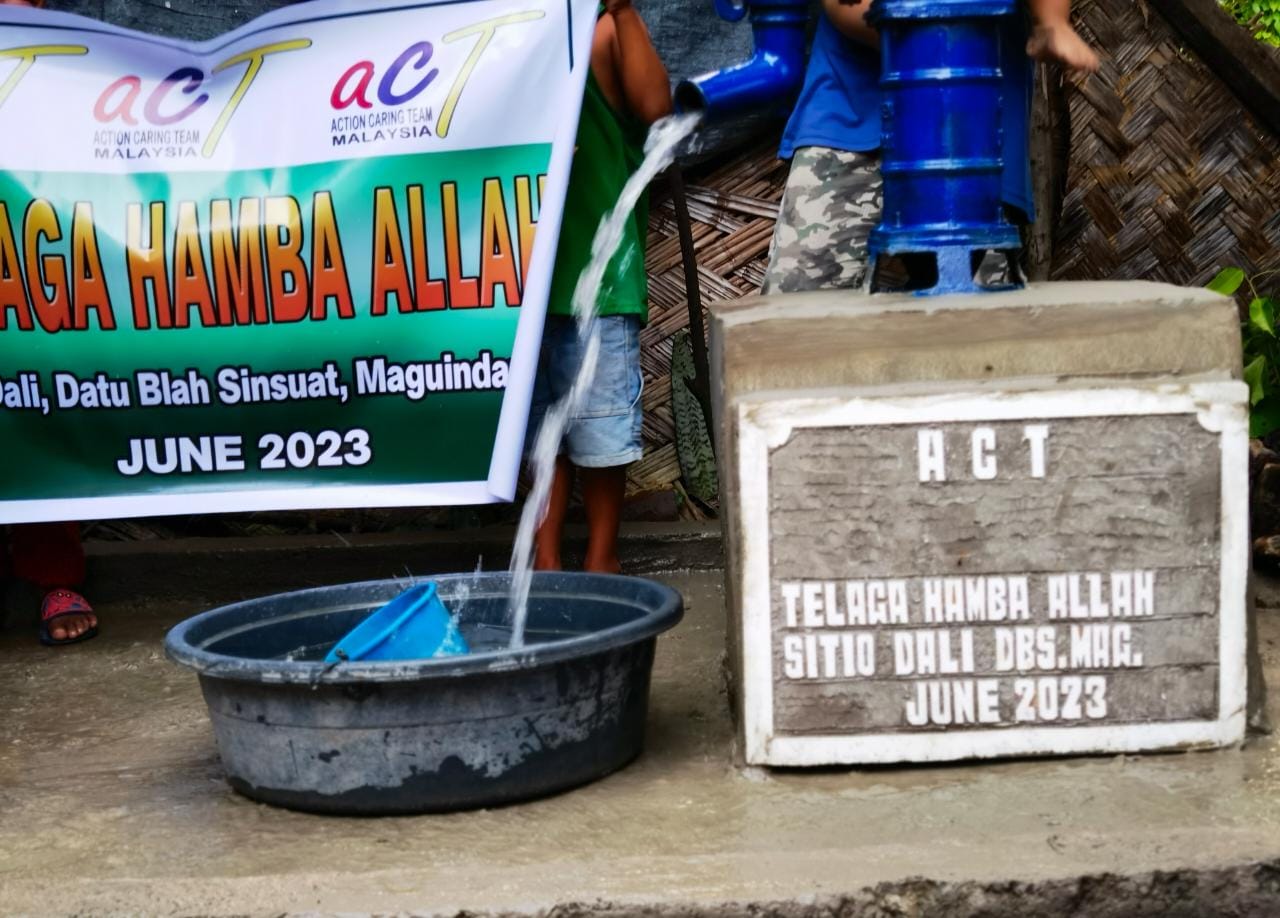 acT
ACTION CARING TEAM
MALAYSIA
acT
ACTION CARING TEAM
MALAYSIA
AGA HAMBA ALLAH
Dali, Datu Blah Sinsuat, Maguinda
JUNE 2023
ACT
TELAGA HAMBA ALLAH
SITIO DALI DBS.MAG.
JUNE 2023